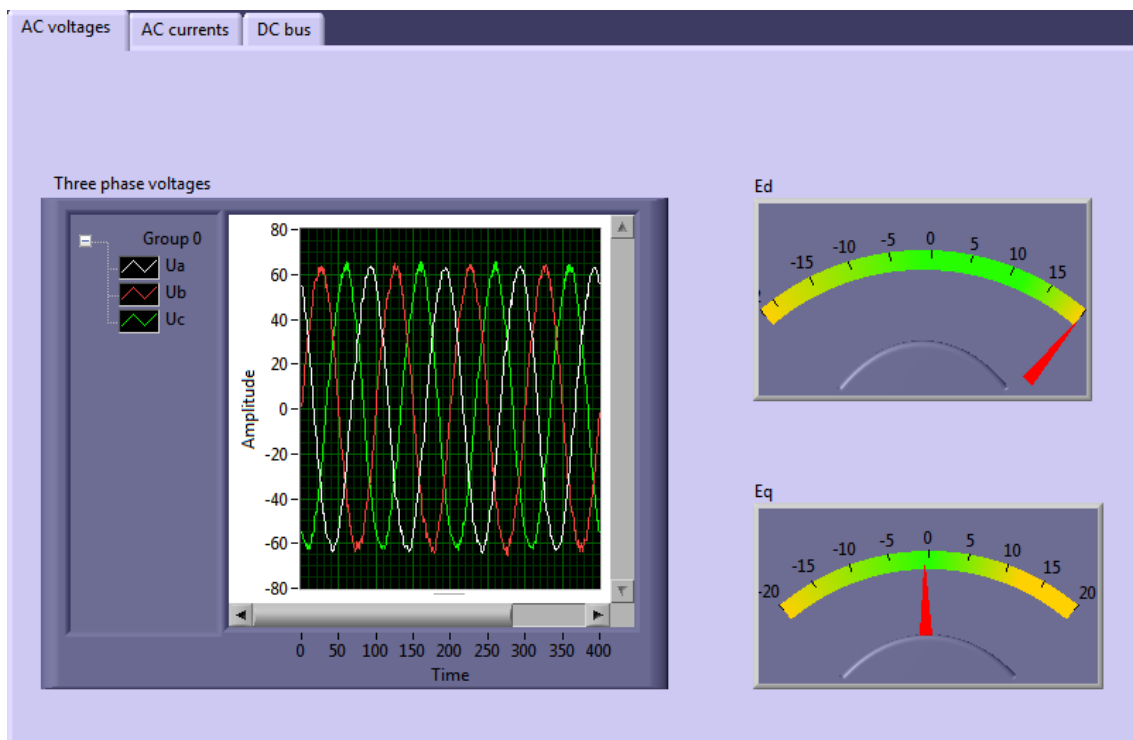 AC voltages AC currents DC bus
Three phase voltages
Group 0
Ua
Ub
Uc
Amplitude
80
60
40
20
0
-20
-40
-60
-80
0 50 100 150 200 250 300 350 400
Time
Ed
-15 -10 -5 0 5 10 15
Eq
-20 -15 -10 -5 0 5 10 15 20